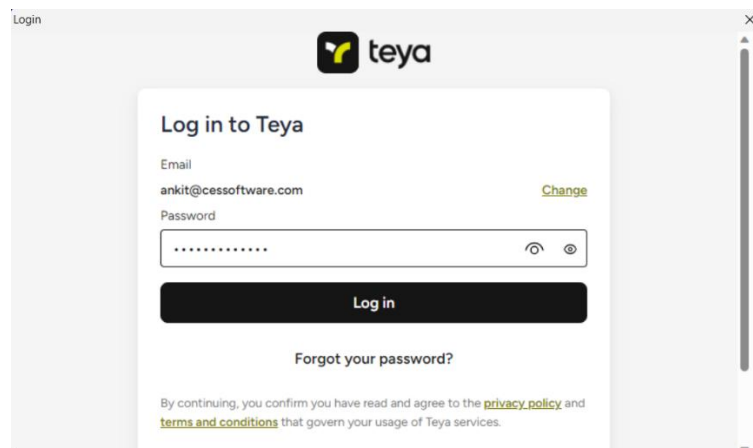 Login
teya
Log in to Teya
Email
ankit@cessoftware.com
Change
Password
Log in
Forgot your password?
By continuing, you confirm you have read and agree to the privacy policy and
terms and conditions that govern your usage of Teya services.